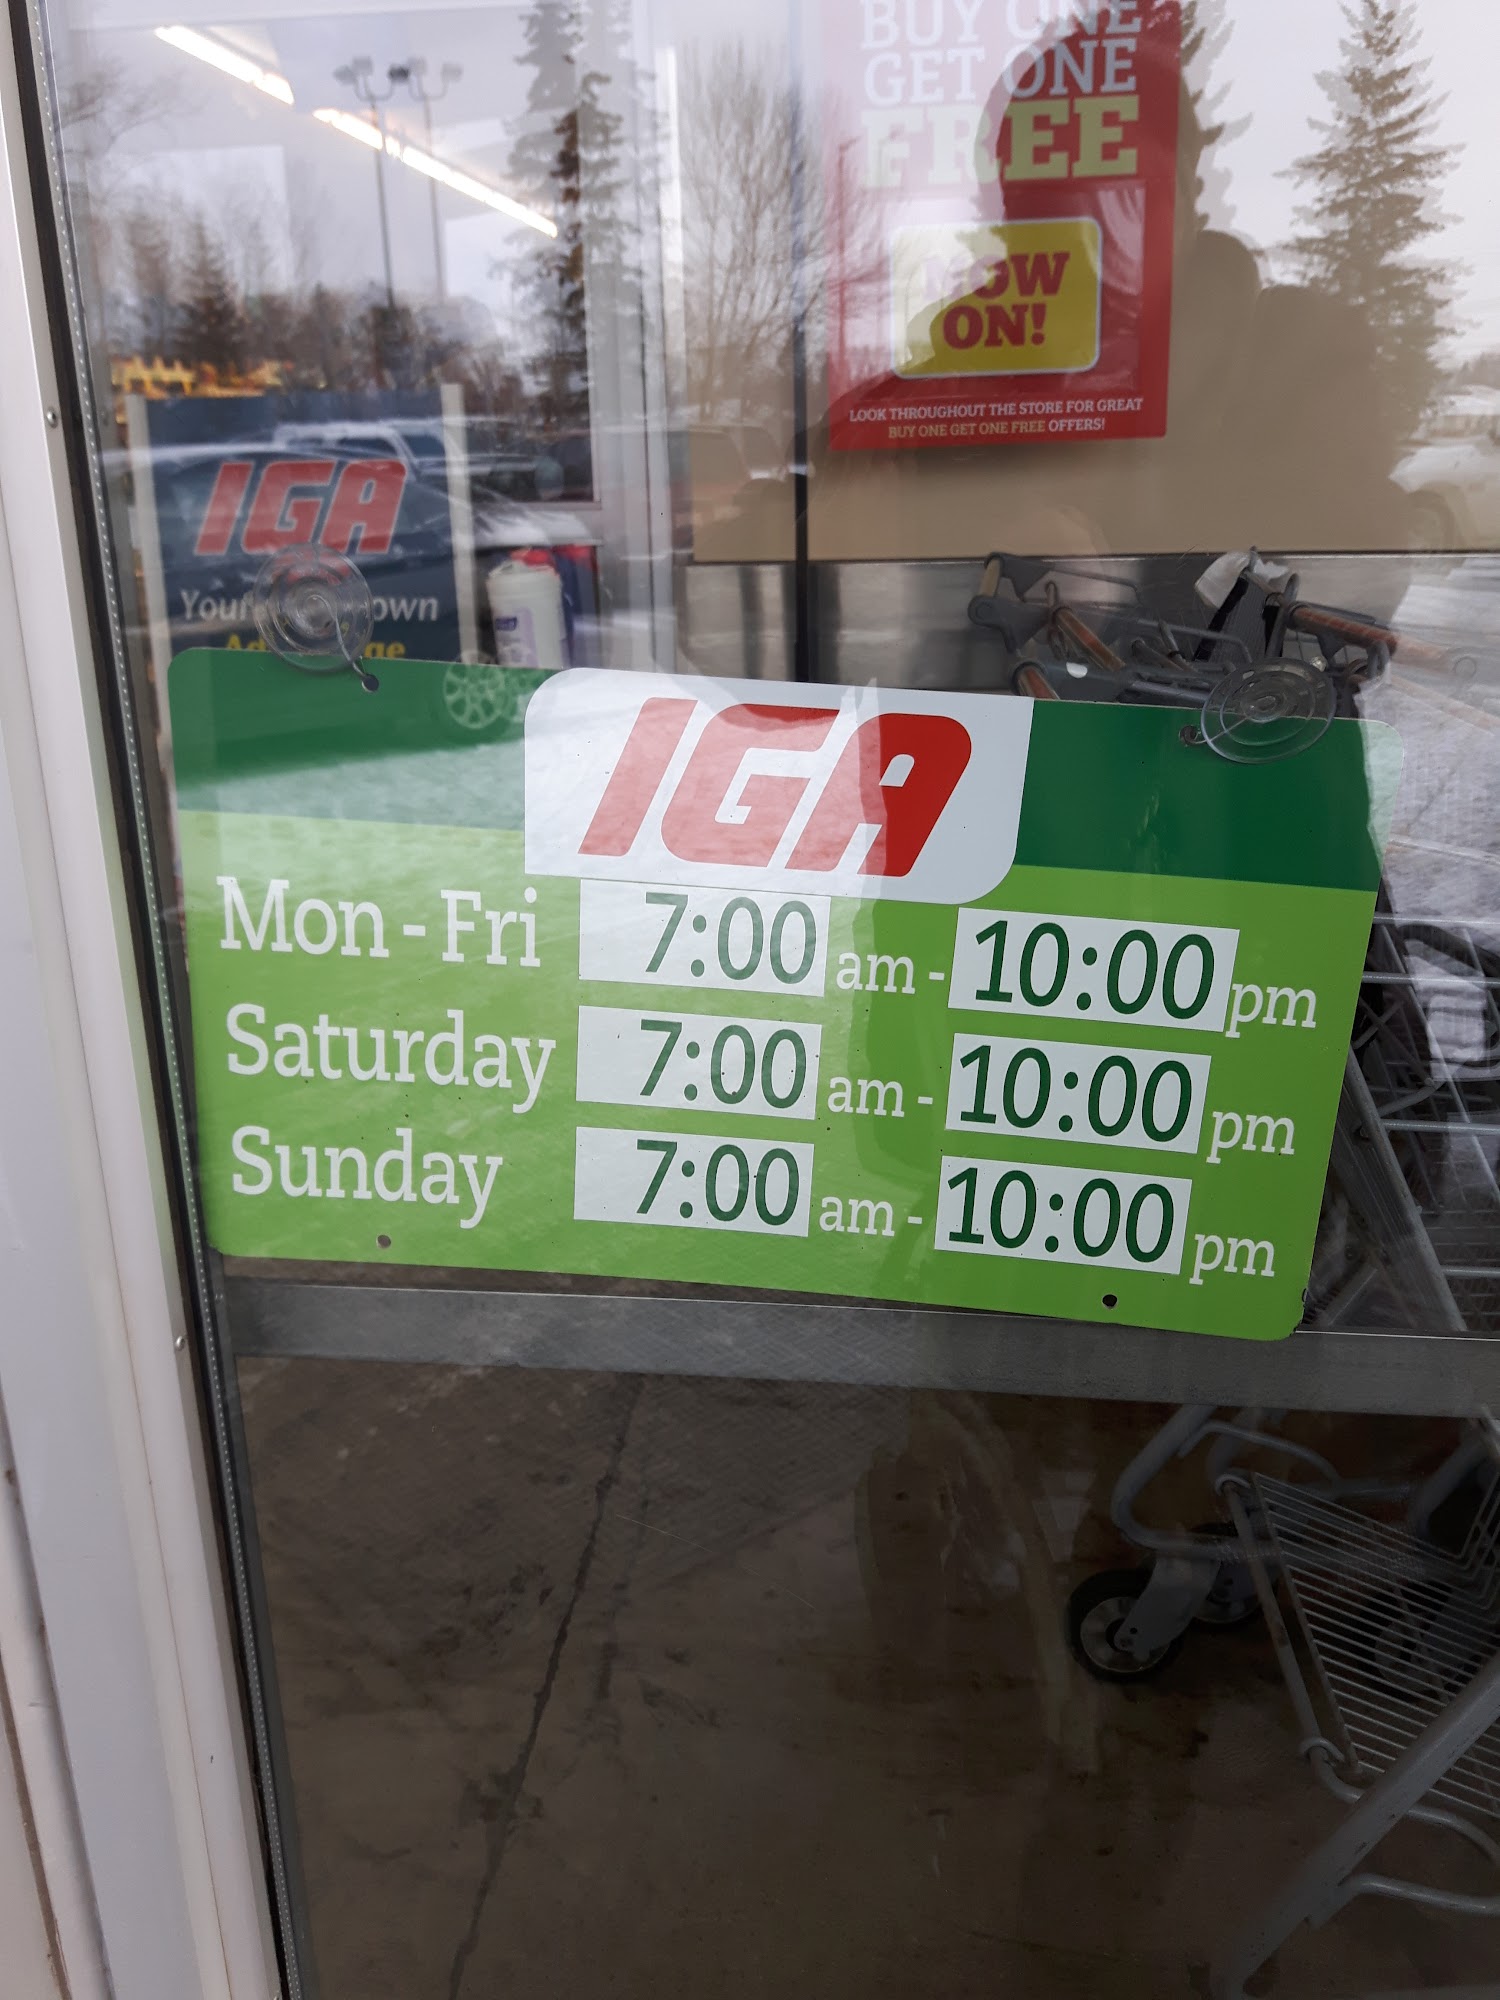 BUY ONE
GET ONE
FREE
NOW
ON!
LOOK THROUGHOUT THE STORE FOR GREAT
BUY ONE GET ONE FREE OFFERS!
IGA
IGA
Mon - Fri 7:00 am - 10:00 pm
Saturday 7:00 am - 10:00 pm
Sunday 7:00 am - 10:00 pm